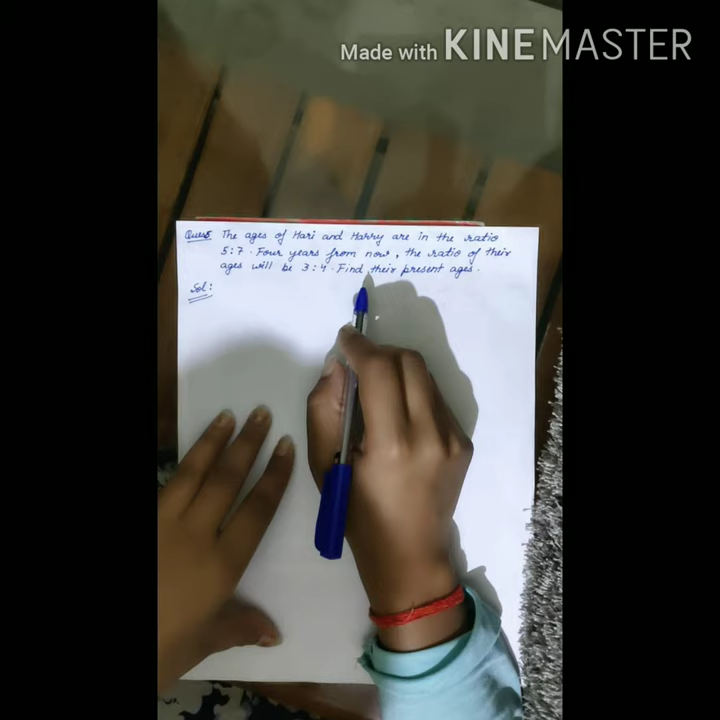 Made with KINEMASTER
Ques5 The ages of Hari and Harry are in the ratio
5:7. Four years from now, the ratio of their
ages will be 3:4. Find their present ages.
Sol: